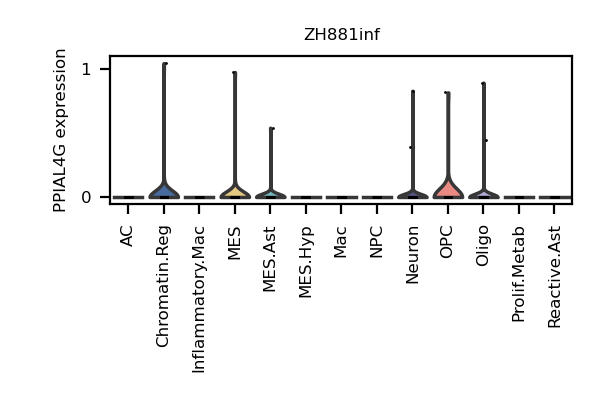 ZH881inf
PPIAL4G expression
1
0
AC
Chromatin.Reg
Inflammatory.Mac
MES
MES.Ast
MES.Hyp
Mac
NPC
Neuron
OPC
Oligo
Prolif.Metab
Reactive.Ast